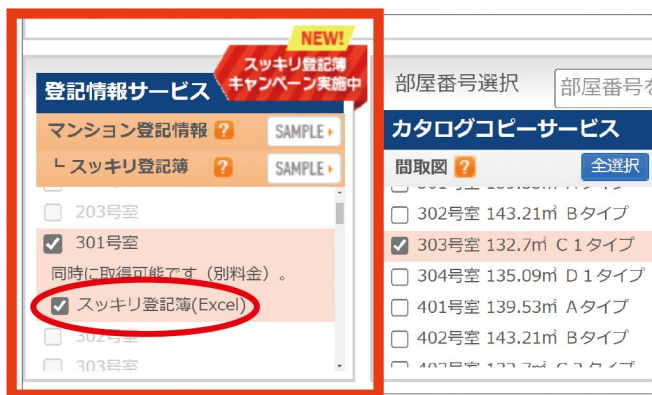 NEW!
スッキリ登記簿
キャンペーン実施中
登記情報サービス
マンション登記情報 ? SAMPLE
└ スッキリ登記簿 ? SAMPLE
203号室
301号室
同時に取得可能です（別料金）。
スッキリ登記簿(Excel)
302号室
303号室
部屋番号選択 部屋番号を
カタログコピーサービス
間取図 ? 全選択
302号室 143.21㎡ Bタイプ
303号室 132.7㎡ C１タイプ
304号室 135.09㎡ D１タイプ
401号室 139.53㎡ Aタイプ
402号室 143.21㎡ Bタイプ